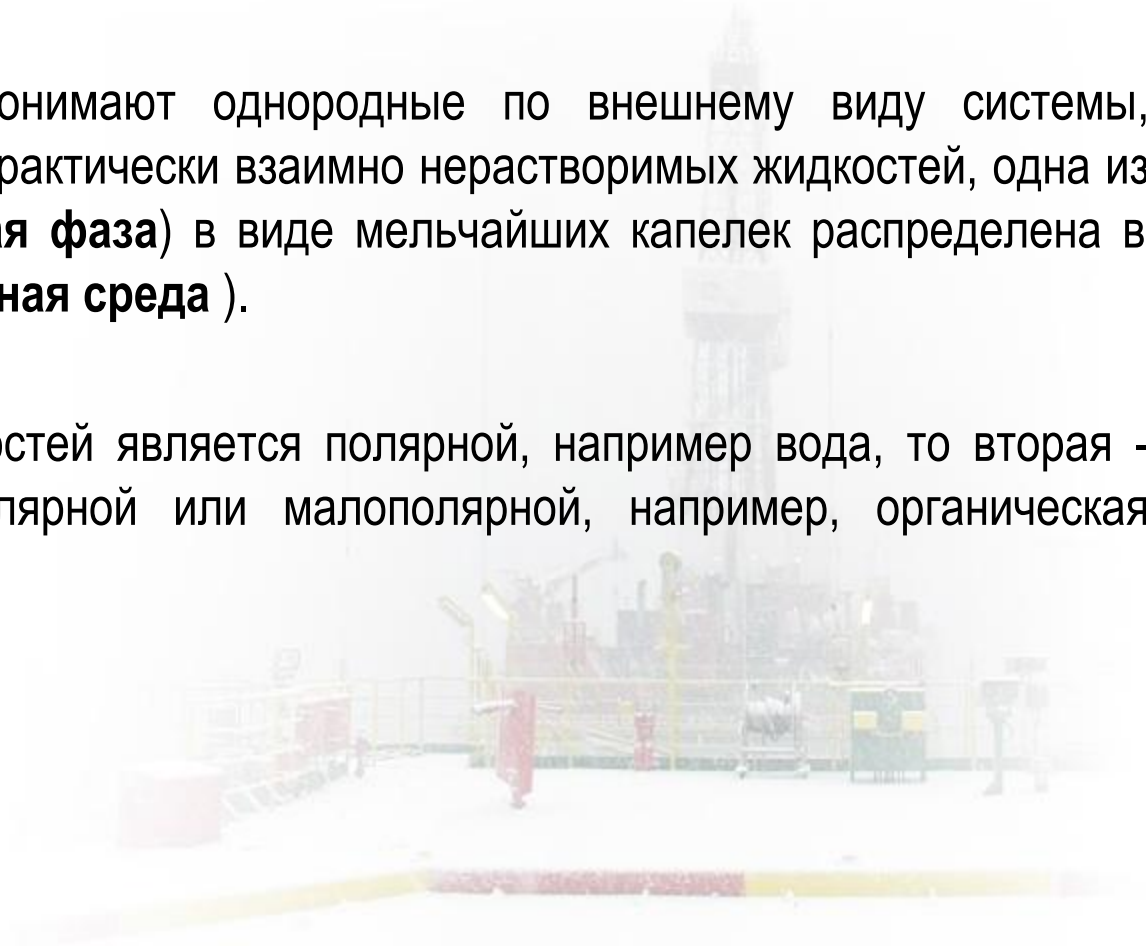 онимают однородные по внешнему виду системы,
рактически взаимно нерастворимых жидкостей, одна из
ая фаза) в виде мельчайших капелек распределена в
ная среда ).
остей является полярной, например вода, то вторая -
лярной или малополярной, например, органическая